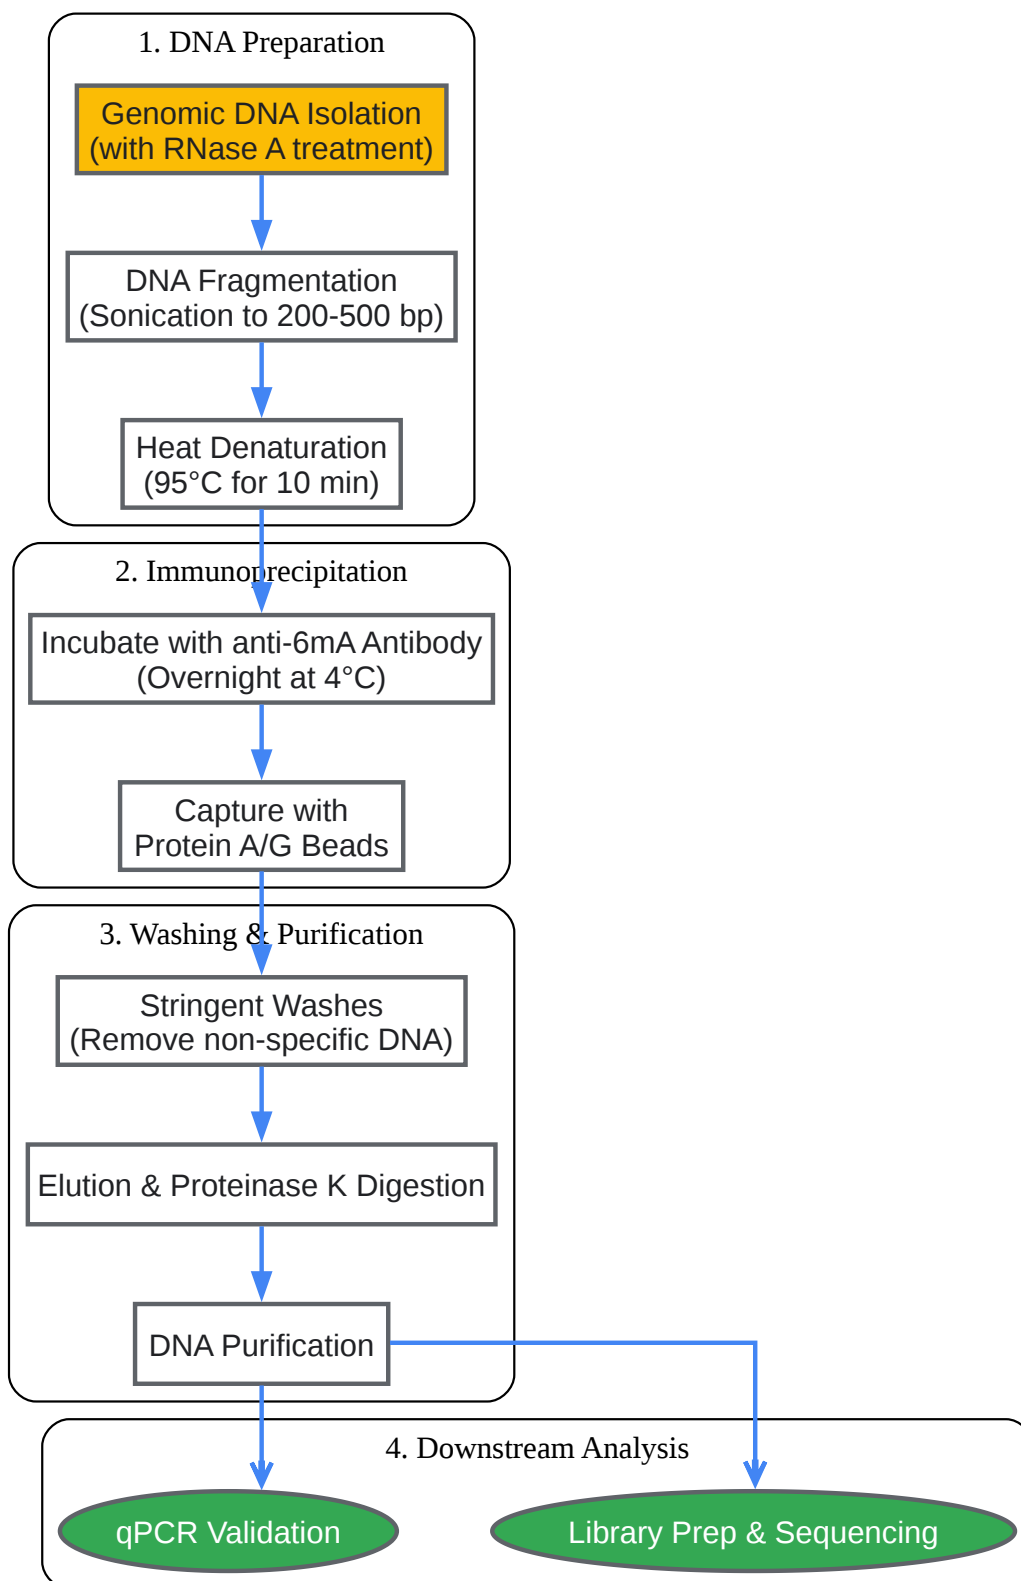 1. DNA Preparation
Genomic DNA Isolation
(with RNase A treatment)
DNA Fragmentation
(Sonication to 200-500 bp)
Heat Denaturation
(95°C for 10 min)
2. Immunoprecipitation
Incubate with anti-6mA Antibody
(Overnight at 4°C)
Capture with
Protein A/G Beads
3. Washing & Purification
Stringent Washes
(Remove non-specific DNA)
Elution & Proteinase K Digestion
DNA Purification
4. Downstream Analysis
qPCR Validation
Library Prep & Sequencing